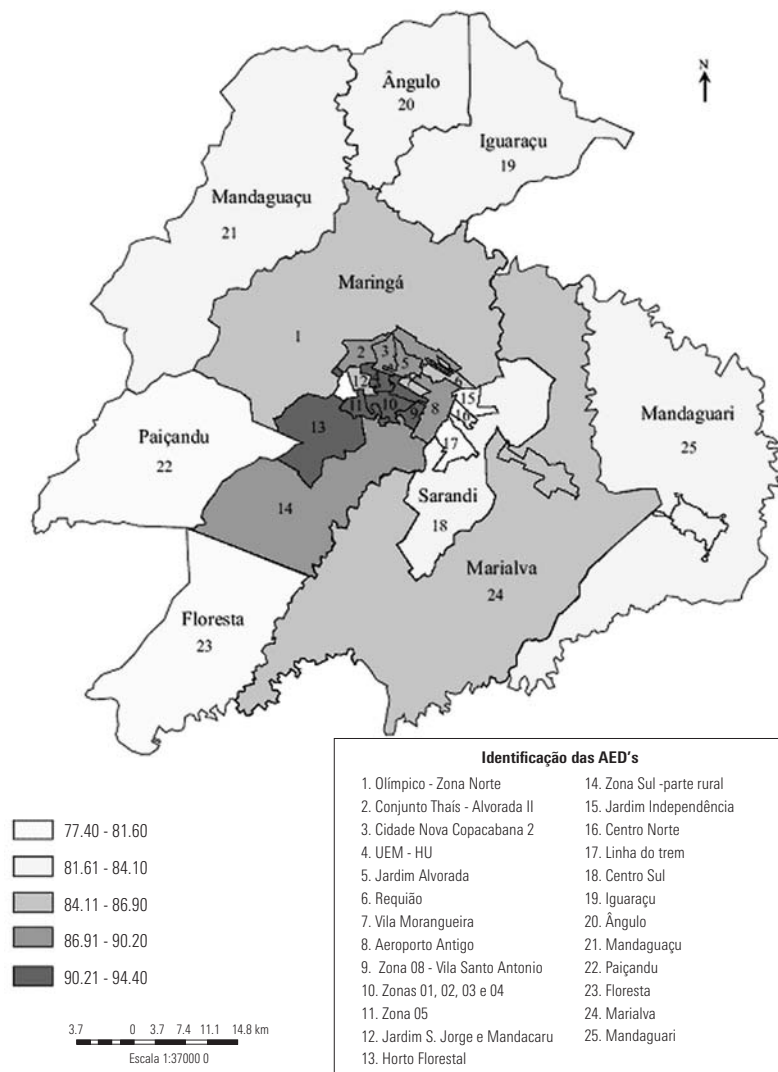 N
Ângulo
20
Iguaraçu
19
Mandaguaçu
21
Maringá
1
2
3
5
6
12
4
15
Mandaguari
25
11
10
9
8
16
13
Paiçandu
22
17
14
Sarandi
18
Marialva
24
Floresta
23
77.40 - 81.60
81.61 - 84.10
84.11 - 86.90
86.91 - 90.20
90.21 - 94.40
3.7 0 3.7 7.4 11.1 14.8 km
Escala 1:37000 0
Identificação das AED's
1. Olímpico - Zona Norte
2. Conjunto Thaís - Alvorada II
3. Cidade Nova Copacabana 2
4. UEM - HU
5. Jardim Alvorada
6. Requião
7. Vila Morangueira
8. Aeroporto Antigo
9. Zona 08 - Vila Santo Antonio
10. Zonas 01, 02, 03 e 04
11. Zona 05
12. Jardim S. Jorge e Mandacaru
13. Horto Florestal
14. Zona Sul -parte rural
15. Jardim Independência
16. Centro Norte
17. Linha do trem
18. Centro Sul
19. Iguaraçu
20. Ângulo
21. Mandaguaçu
22. Paiçandu
23. Floresta
24. Marialva
25. Mandaguari